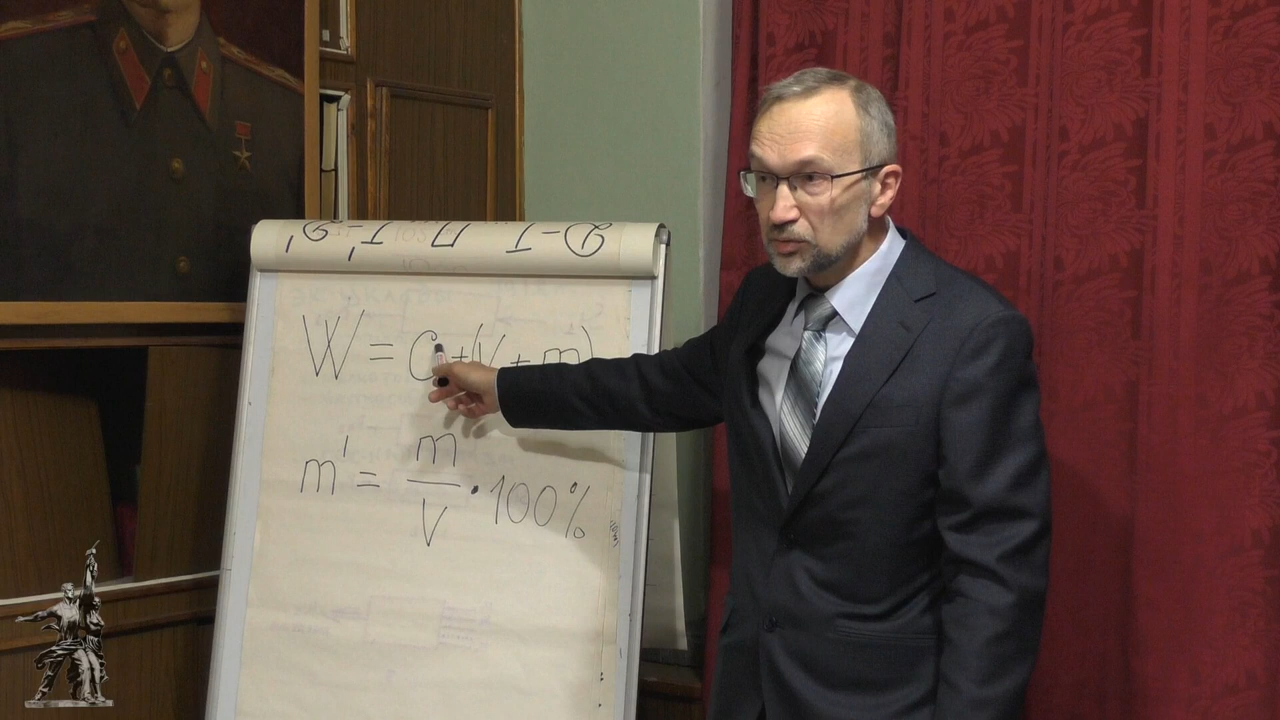 Д – Т ... П ... Т' – Д'
W = C + (V + m)
m' = m / V · 100%